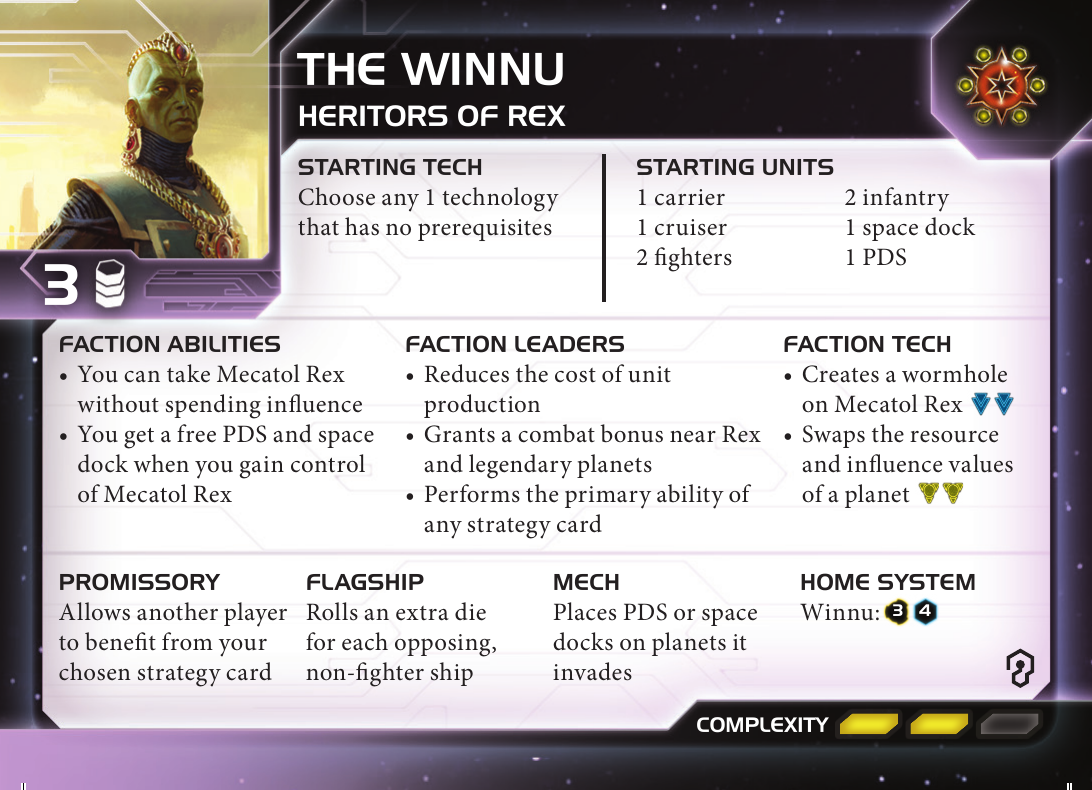 THE WINNU
HERITORS OF REX
3
STARTING TECH
Choose any 1 technology
that has no prerequisites
STARTING UNITS
1 carrier
1 cruiser
2 fighters
2 infantry
1 space dock
1 PDS
FACTION ABILITIES
• You can take Mecatol Rex
without spending influence
• You get a free PDS and space
dock when you gain control
of Mecatol Rex
FACTION LEADERS
• Reduces the cost of unit
production
• Grants a combat bonus near Rex
and legendary planets
• Performs the primary ability of
any strategy card
FACTION TECH
• Creates a wormhole
on Mecatol Rex
• Swaps the resource
and influence values
of a planet
PROMISSORY
Allows another player
to benefit from your
chosen strategy card
FLAGSHIP
Rolls an extra die
for each opposing,
non-fighter ship
MECH
Places PDS or space
docks on planets it
invades
HOME SYSTEM
Winnu: 3 4
COMPLEXITY